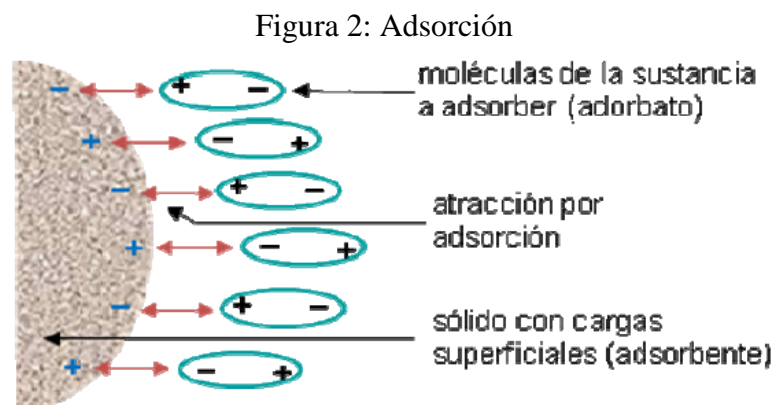 Figura 2: Adsorción
moléculas de la sustancia
a adsorber (adorbato)
atracción por
adsorción
sólido con cargas
superficiales (adsorbente)
- + -
+ - +
- + -
+ - +
- + -
+ - +